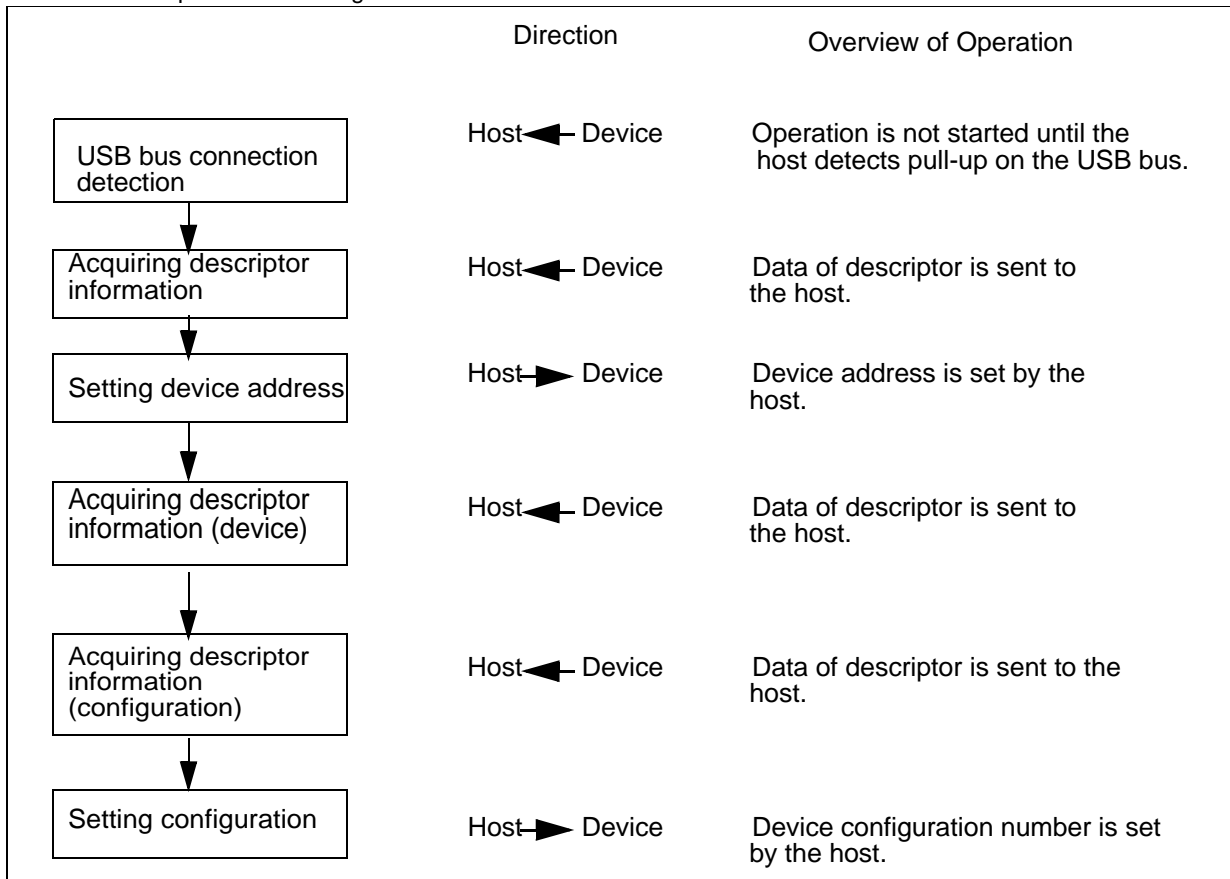 Direction
Overview of Operation
USB bus connection
detection
Host
Device
Operation is not started until the
host detects pull-up on the USB bus.
Acquiring descriptor
information
Host
Device
Data of descriptor is sent to
the host.
Setting device address
Host
Device
Device address is set by the
host.
Acquiring descriptor
information (device)
Host
Device
Data of descriptor is sent to
the host.
Acquiring descriptor
information
(configuration)
Host
Device
Data of descriptor is sent to the
host.
Setting configuration
Host
Device
Device configuration number is set
by the host.